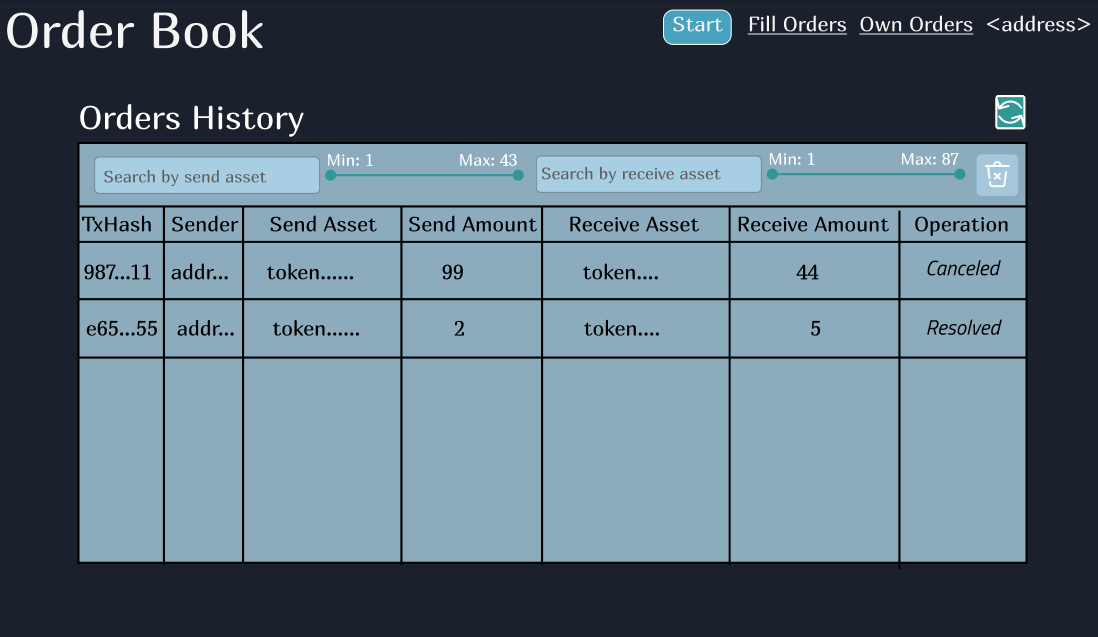 Order Book
Start Fill Orders Own Orders <address>
Orders History
Search by send asset Min: 1 Max: 43 Search by receive asset Min: 1 Max: 87
TxHash Sender Send Asset Send Amount Receive Asset Receive Amount Operation
987...11 addr... token...... 99 token.... 44 Canceled
e65...55 addr... token...... 2 token.... 5 Resolved